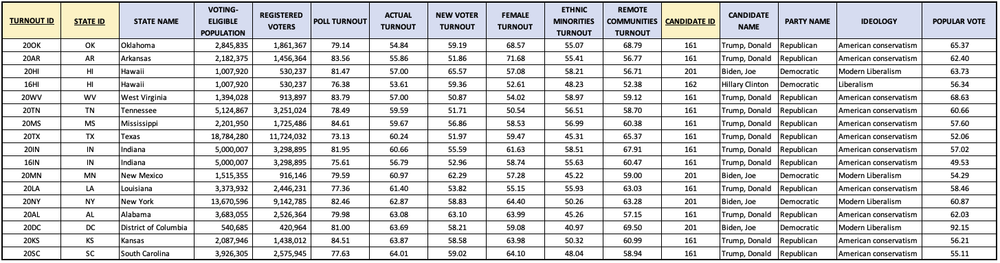 TURNOUT ID STATE ID STATE NAME VOTING-ELIGIBLE POPULATION REGISTERED VOTERS POLL TURNOUT ACTUAL TURNOUT NEW VOTER TURNOUT FEMALE TURNOUT ETHNIC MINORITIES TURNOUT REMOTE COMMUNITIES TURNOUT CANDIDATE ID CANDIDATE NAME PARTY NAME IDEOLOGY POPULAR VOTE
20OK OK Oklahoma 2,845,835 1,861,367 79.14 54.84 59.19 68.57 55.07 68.79 161 Trump, Donald Republican American conservatism 65.37
20AR AR Arkansas 2,182,375 1,456,364 83.56 55.86 51.86 71.68 55.41 56.77 161 Trump, Donald Republican American conservatism 62.40
20HI HI Hawaii 1,007,920 530,237 81.47 57.00 65.57 57.08 58.21 56.71 201 Biden, Joe Democratic Modern Liberalism 63.73
16HI HI Hawaii 1,007,920 530,237 76.38 53.61 59.36 52.61 48.23 52.38 162 Hillary Clinton Democratic Liberalism 56.34
20WV WV West Virginia 1,394,028 913,897 83.79 57.00 50.87 54.02 58.97 59.12 161 Trump, Donald Republican American conservatism 68.63
20TN TN Tennessee 5,124,867 3,251,024 78.49 59.59 51.71 50.54 56.51 58.70 161 Trump, Donald Republican American conservatism 60.66
20MS MS Mississippi 2,201,950 1,725,486 84.61 59.67 56.86 58.53 56.99 60.38 161 Trump, Donald Republican American conservatism 57.60
20TX TX Texas 18,784,280 11,724,032 73.13 60.24 51.97 59.47 45.31 65.37 161 Trump, Donald Republican American conservatism 52.06
20IN IN Indiana 5,000,007 3,298,895 81.95 60.66 55.59 61.63 58.51 67.91 161 Trump, Donald Republican American conservatism 57.02
16IN IN Indiana 5,000,007 3,298,895 75.61 56.79 52.96 58.74 55.63 60.47 161 Trump, Donald Republican American conservatism 49.53
20MN MN New Mexico 1,515,355 916,146 79.59 60.97 62.29 57.28 45.22 59.00 201 Biden, Joe Democratic Modern Liberalism 54.29
20LA LA Louisiana 3,373,932 2,446,231 77.36 61.40 53.82 55.15 55.93 63.03 161 Trump, Donald Republican American conservatism 58.46
20NY NY New York 13,670,596 9,142,785 82.46 62.87 58.83 64.40 50.26 63.28 201 Biden, Joe Democratic Modern Liberalism 60.87
20AL AL Alabama 3,683,055 2,526,364 79.98 63.08 63.10 63.99 45.26 57.15 161 Trump, Donald Republican American conservatism 62.03
20DC DC District of Columbia 540,685 420,964 81.00 63.69 58.21 59.08 40.97 69.50 201 Biden, Joe Democratic Modern Liberalism 92.15
20KS KS Kansas 2,087,946 1,438,012 84.51 63.87 58.58 63.98 50.32 60.99 161 Trump, Donald Republican American conservatism 56.21
20SC SC South Carolina 3,926,305 2,575,945 77.63 64.01 59.02 64.10 48.04 58.94 161 Trump, Donald Republican American conservatism 55.11